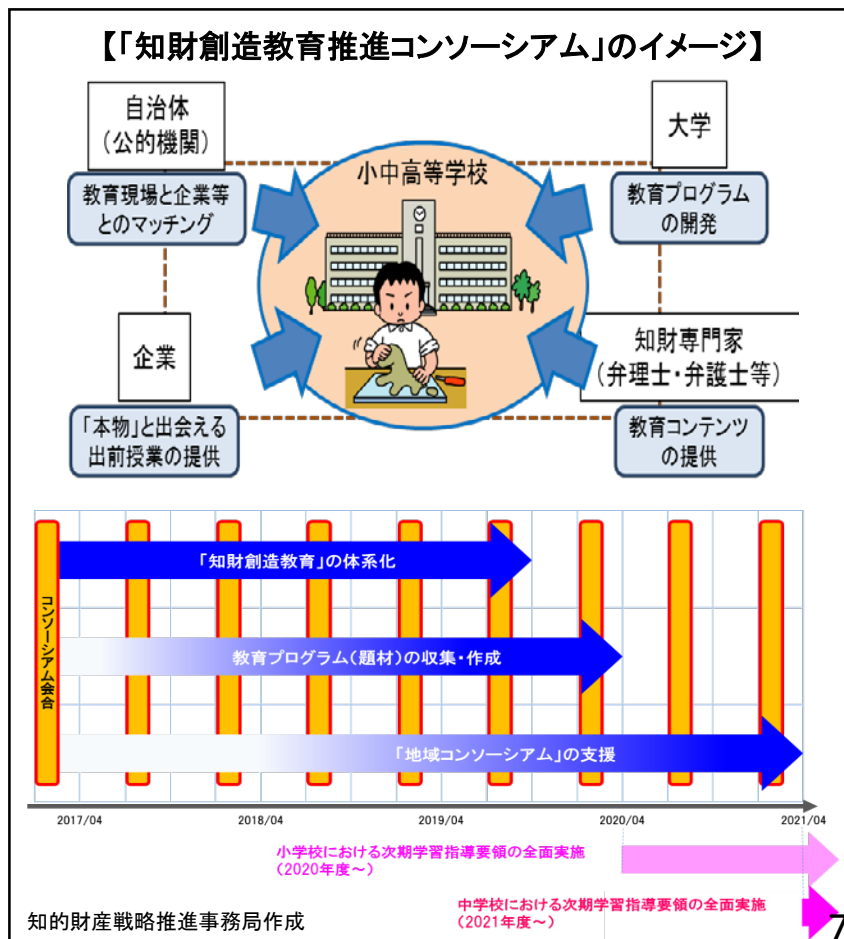 【「知財創造教育推進コンソーシアム」のイメージ】
自治体
（公的機関）
教育現場と企業等
とのマッチング
小中高等学校
大学
教育プログラム
の開発
企業
「本物」と出会える
出前授業の提供
知財専門家
（弁理士・弁護士等）
教育コンテンツ
の提供
コンソーシアム会合
「知財創造教育」の体系化
教育プログラム（題材）の収集・作成
「地域コンソーシアム」の支援
2017/04
2018/04
2019/04
2020/04
2021/04
小学校における次期学習指導要領の全面実施
（2020年度～）
中学校における次期学習指導要領の全面実施
（2021年度～）
知的財産戦略推進事務局作成
7